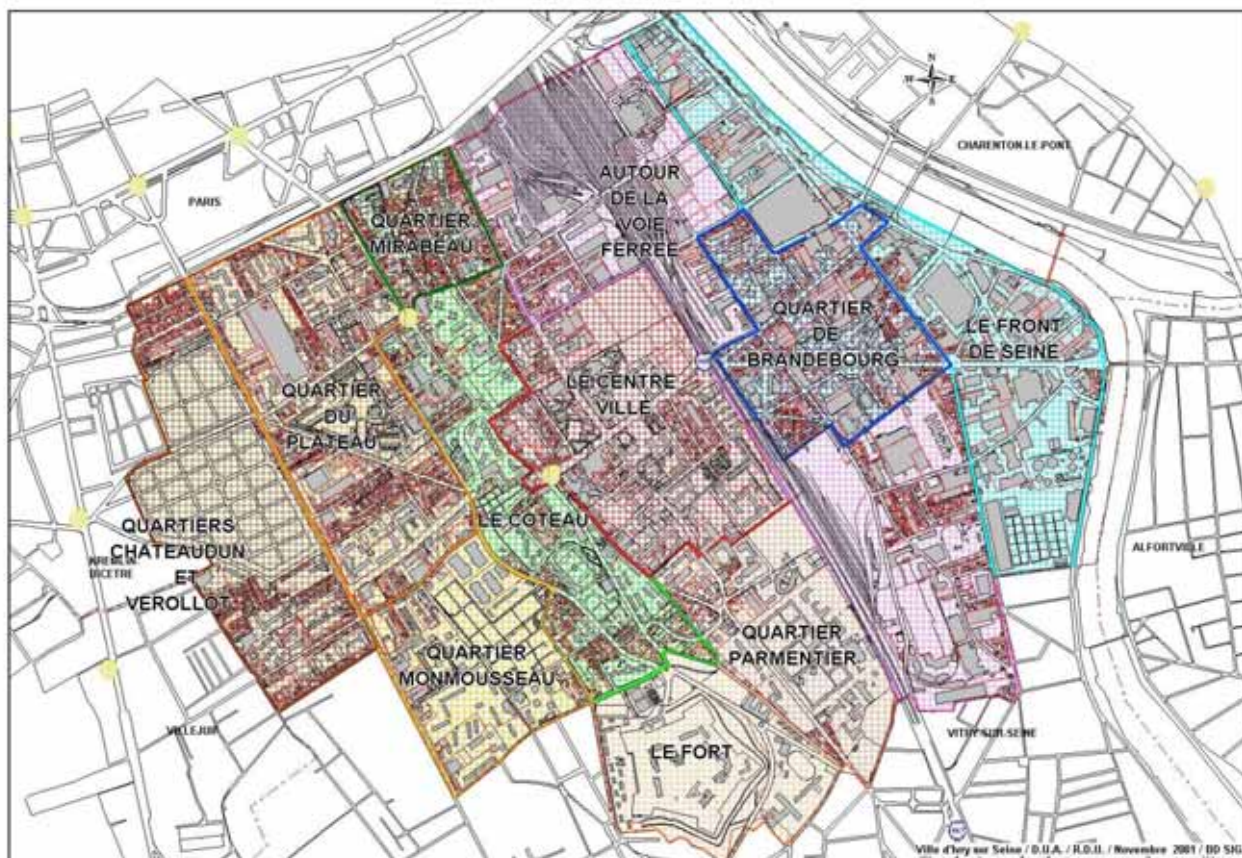 N
W E
S
CHARENTON-LE-PONT
PARIS
AUTOUR
DE LA
VOIE
FERREE
QUARTIER
MIRABEAU
QUARTIER
DE
BRANDEBOURG
LE FRONT
DE SEINE
LE CENTRE
VILLE
QUARTIER
DU
PLATEAU
LE COTEAU
QUARTIERS
CHATEAUDUN
ET
VEROLLOT
KREMLIN-
BICETRE
ALFORTVILLE
QUARTIER
PARMENTIER
QUARTIER
MONMOUSSEAU
VILLEJUIF
LE FORT
VITRY-SUR-SEINE
Ville d'Ivry sur Seine / D.U.A. / R.D.U. / Novembre 2001 / BD SIG